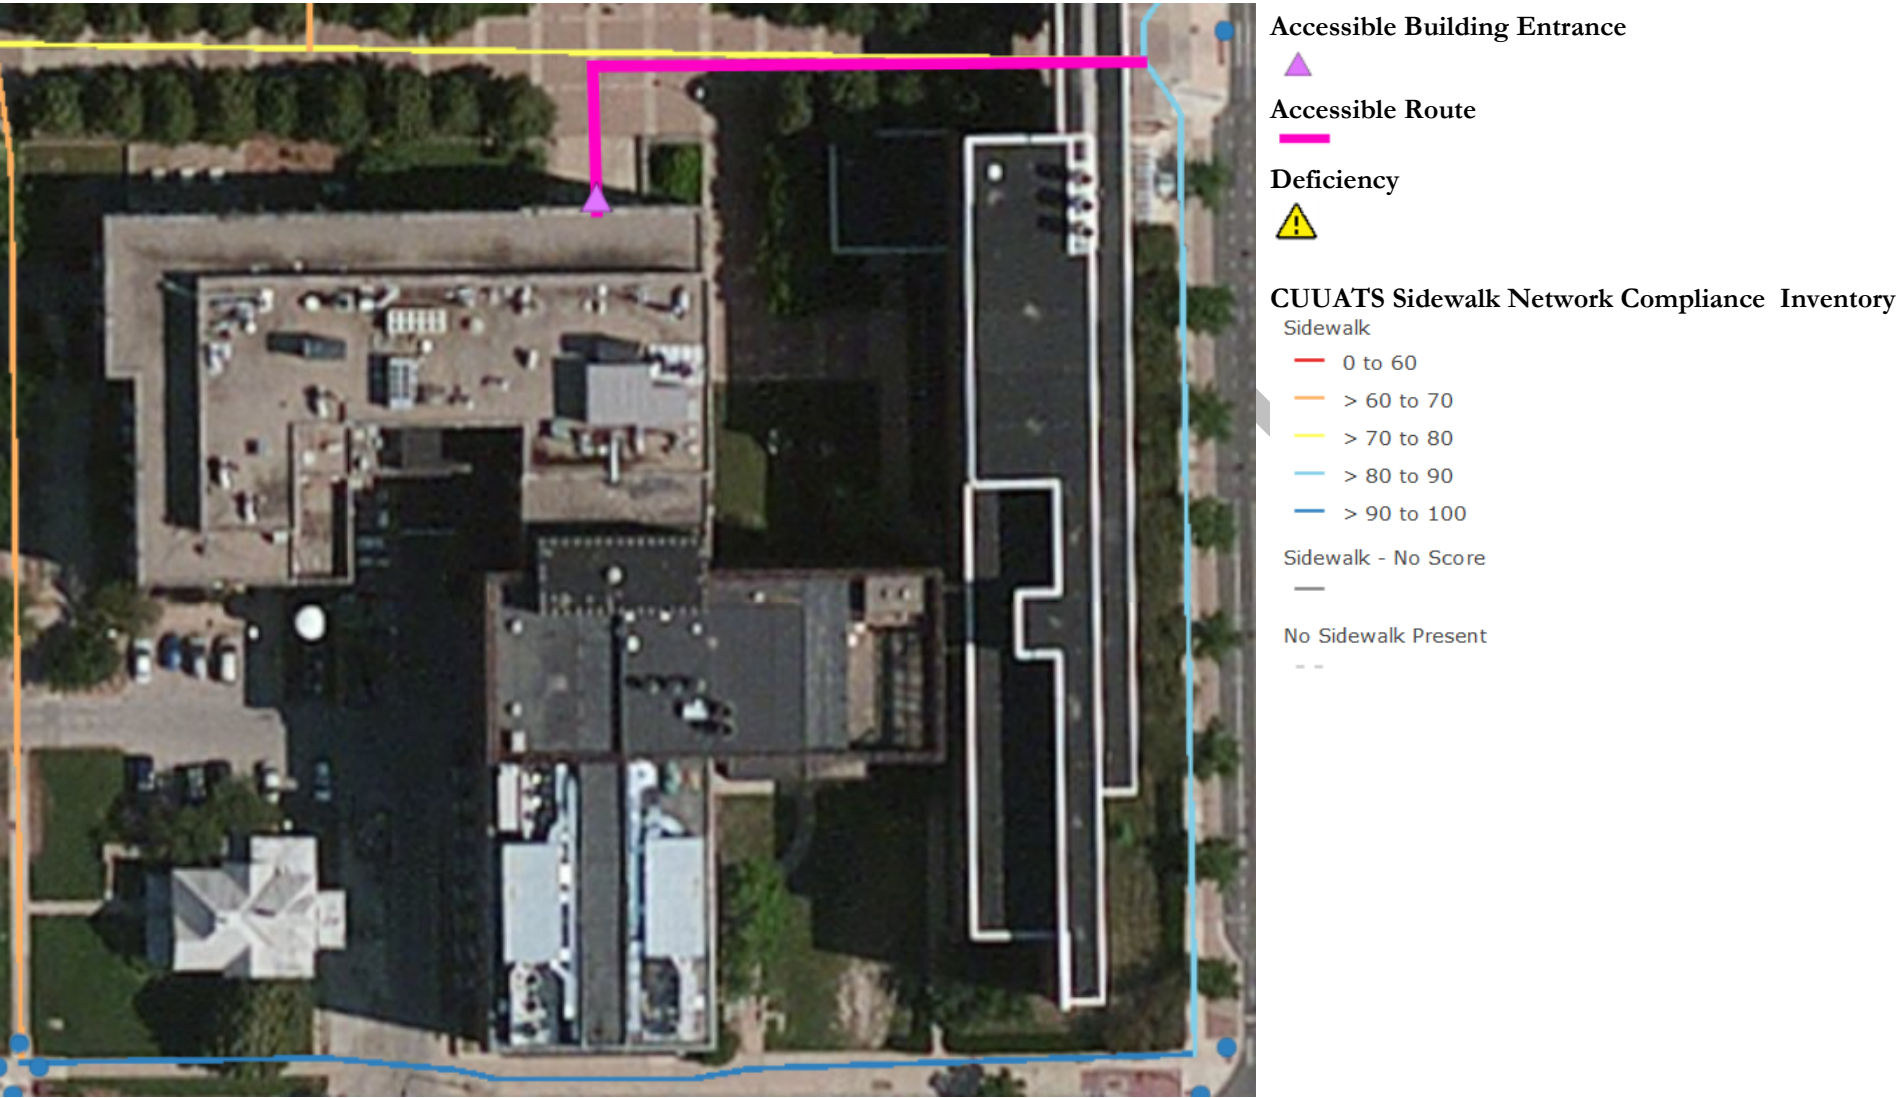 Accessible Building Entrance
Accessible Route
Deficiency
CUUATS Sidewalk Network Compliance Inventory
Sidewalk
0 to 60
> 60 to 70
> 70 to 80
> 80 to 90
> 90 to 100
Sidewalk - No Score
No Sidewalk Present